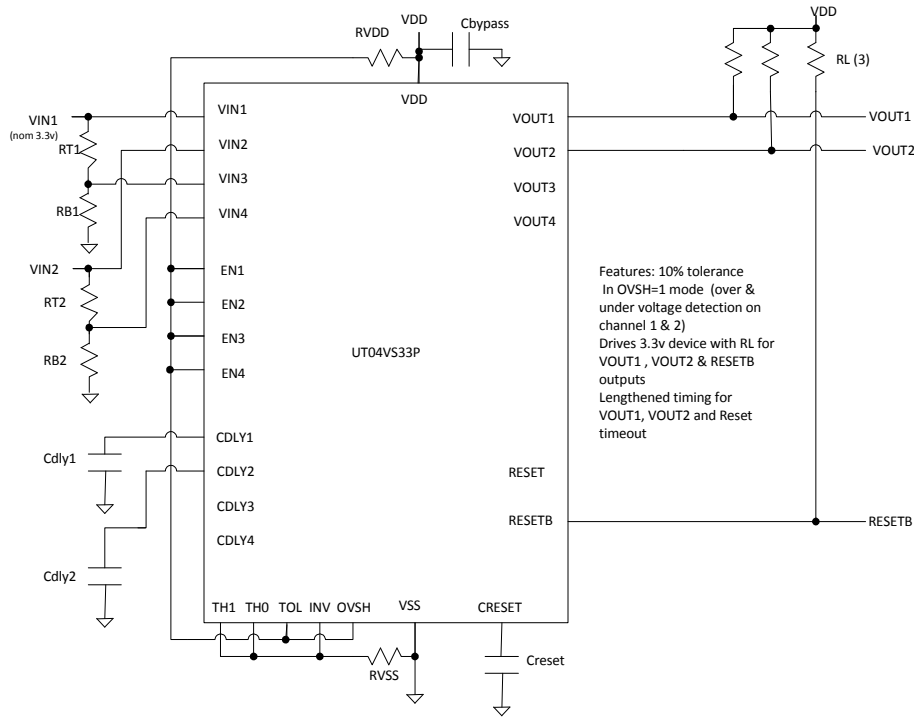 VDD
Cbypass
RVDD
VDD
RL (3)
VDD
VIN1
(nom 3.3v)
RT1
RB1
VIN2
RT2
RB2
Cdly1
Cdly2
VIN1
VIN2
VIN3
VIN4
EN1
EN2
EN3
EN4
CDLY1
CDLY2
CDLY3
CDLY4
UT04VS33P
VOUT1
VOUT2
VOUT3
VOUT4
RESET
RESETB
VOUT1
VOUT2
Features: 10% tolerance
In OVSH=1 mode (over &
under voltage detection on
channel 1 & 2)
Drives 3.3v device with RL for
VOUT1 , VOUT2 & RESETB
outputs
Lengthened timing for
VOUT1, VOUT2 and Reset
timeout
RESETB
TH1 TH0 TOL INV OVSH VSS CRESET
RVSS
Creset